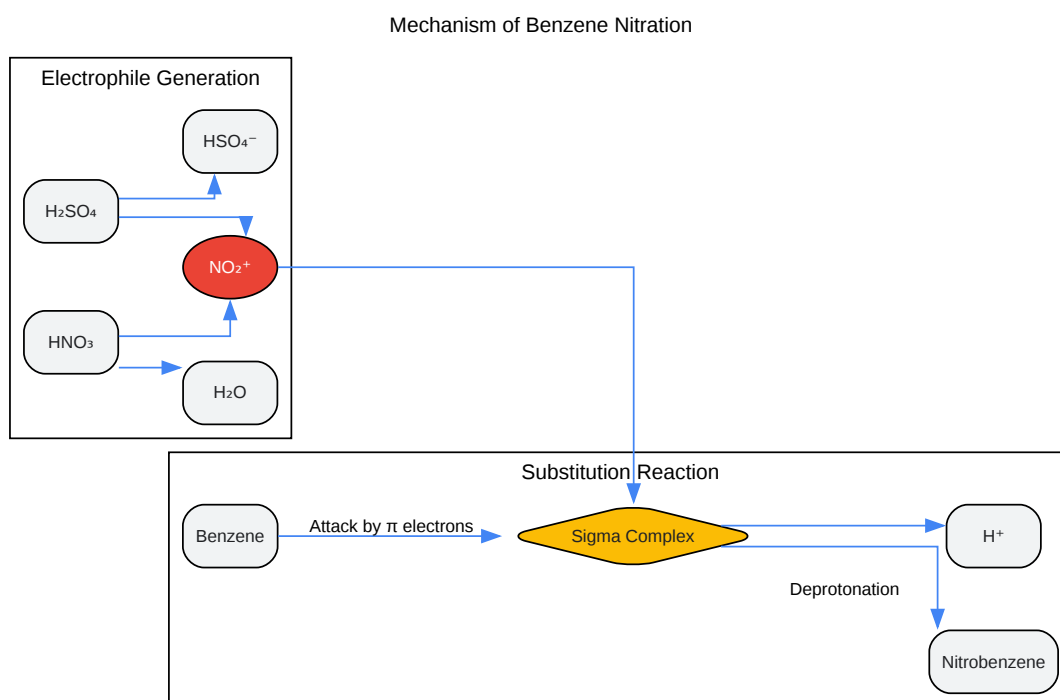 Mechanism of Benzene Nitration
Electrophile Generation
HSO₄⁻
H₂SO₄
NO₂⁺
HNO₃
H₂O
Substitution Reaction
Benzene
Attack by π electrons
Sigma Complex
H⁺
Deprotonation
Nitrobenzene